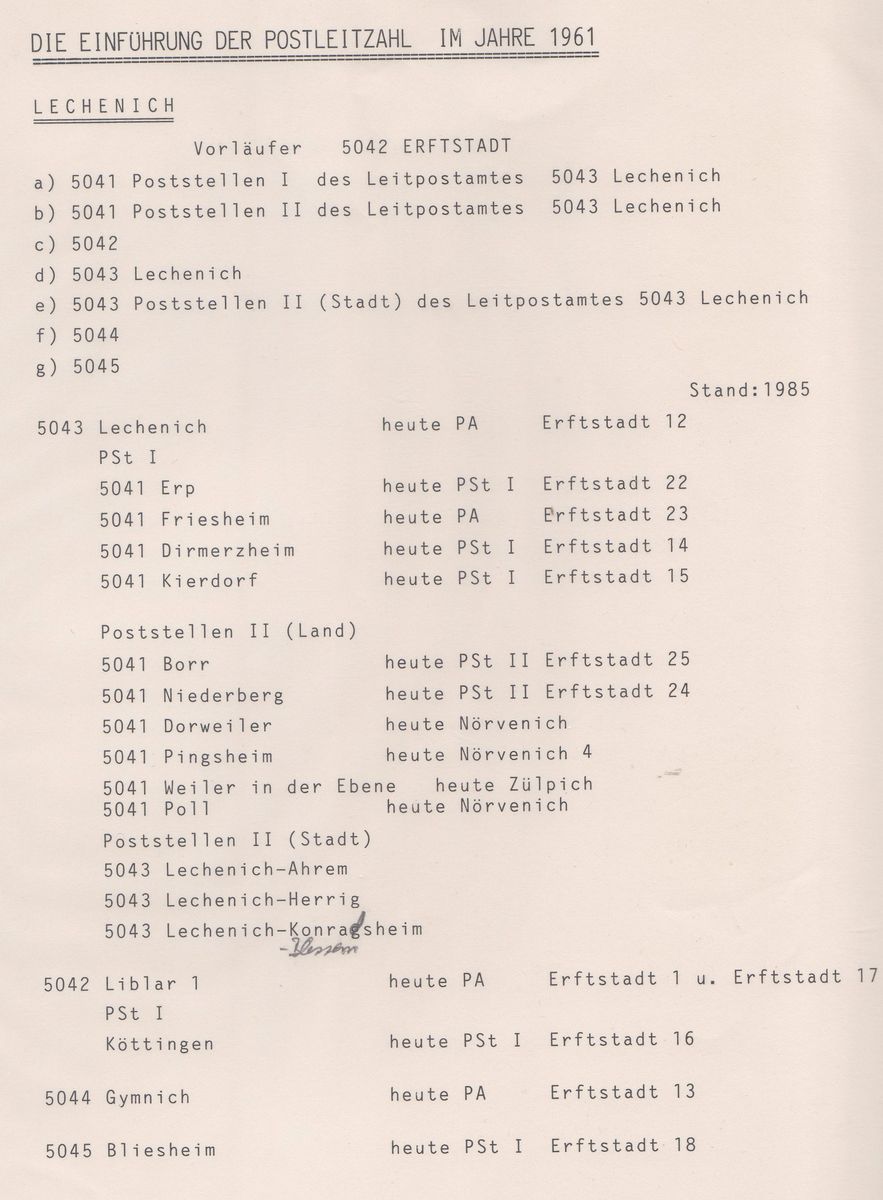 DIE EINFÜHRUNG DER POSTLEITZAHL IM JAHRE 1961
LECHENICH
Vorläufer 5042 ERFTSTADT
a) 5041 Poststellen I des Leitpostamtes 5043 Lechenich
b) 5041 Poststellen II des Leitpostamtes 5043 Lechenich
c) 5042
d) 5043 Lechenich
e) 5043 Poststellen II (Stadt) des Leitpostamtes 5043 Lechenich
f) 5044
g) 5045
Stand:1985
5043 Lechenich heute PA Erftstadt 12
PSt I
5041 Erp heute PSt I Erftstadt 22
5041 Friesheim heute PA Erftstadt 23
5041 Dirmerzheim heute PSt I Erftstadt 14
5041 Kierdorf heute PSt I Erftstadt 15
Poststellen II (Land)
5041 Borr heute PSt II Erftstadt 25
5041 Niederberg heute PSt II Erftstadt 24
5041 Dorweiler heute Nörvenich
5041 Pingsheim heute Nörvenich 4
5041 Weiler in der Ebene heute Zülpich
5041 Poll heute Nörvenich
Poststellen II (Stadt)
5043 Lechenich-Ahrem
5043 Lechenich-Herrig
5043 Lechenich-Konradsheim
-Blessem
5042 Liblar 1 heute PA Erftstadt 1 u. Erftstadt 17
PSt I
Köttingen heute PSt I Erftstadt 16
5044 Gymnich heute PA Erftstadt 13
5045 Bliesheim heute PSt I Erftstadt 18